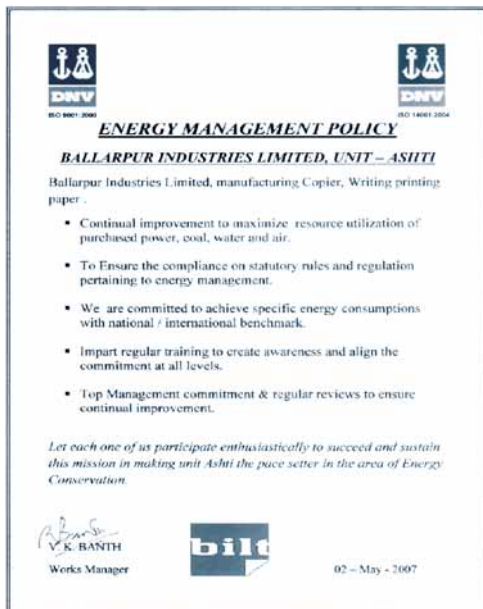 DNV DNV
ISO 9001:2000 ISO 14001:2004
ENERGY MANAGEMENT POLICY
BALLARPUR INDUSTRIES LIMITED, UNIT – ASHTI
Ballarpur Industries Limited, manufacturing Copier, Writing printing
paper .
▪ Continual improvement to maximize resource utilization of
purchased power, coal, water and air.
▪ To Ensure the compliance on statutory rules and regulation
pertaining to energy management.
▪ We are committed to achieve specific energy consumptions
with national / international benchmark.
▪ Impart regular training to create awareness and align the
commitment at all levels.
▪ Top Management commitment & regular reviews to ensure
continual improvement.
Let each one of us participate enthusiastically to succeed and sustain
this mission in making unit Ashti the pace setter in the area of Energy
Conservation.
V. K. BANTH
bilt
Works Manager 02 – May - 2007